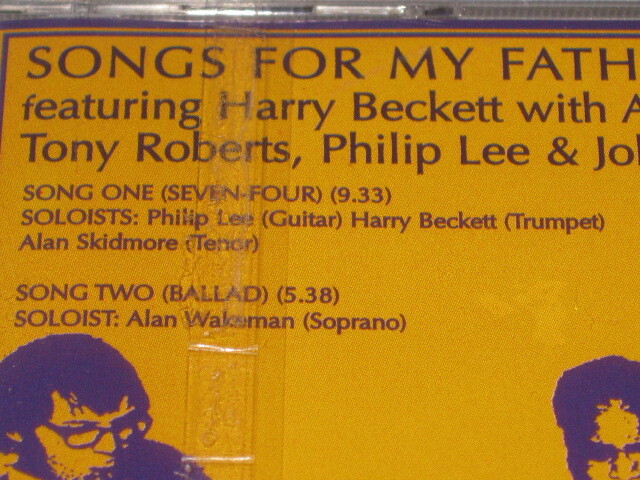 SONGS FOR MY FATH
featuring Harry Beckett with A
Tony Roberts, Philip Lee & Jo
SONG ONE (SEVEN-FOUR) (9.33)
SOLOISTS: Philip Lee (Guitar) Harry Beckett (Trumpet)
Alan Skidmore (Tenor)
SONG TWO (BALLAD) (5.38)
SOLOIST: Alan Wakeman (Soprano)